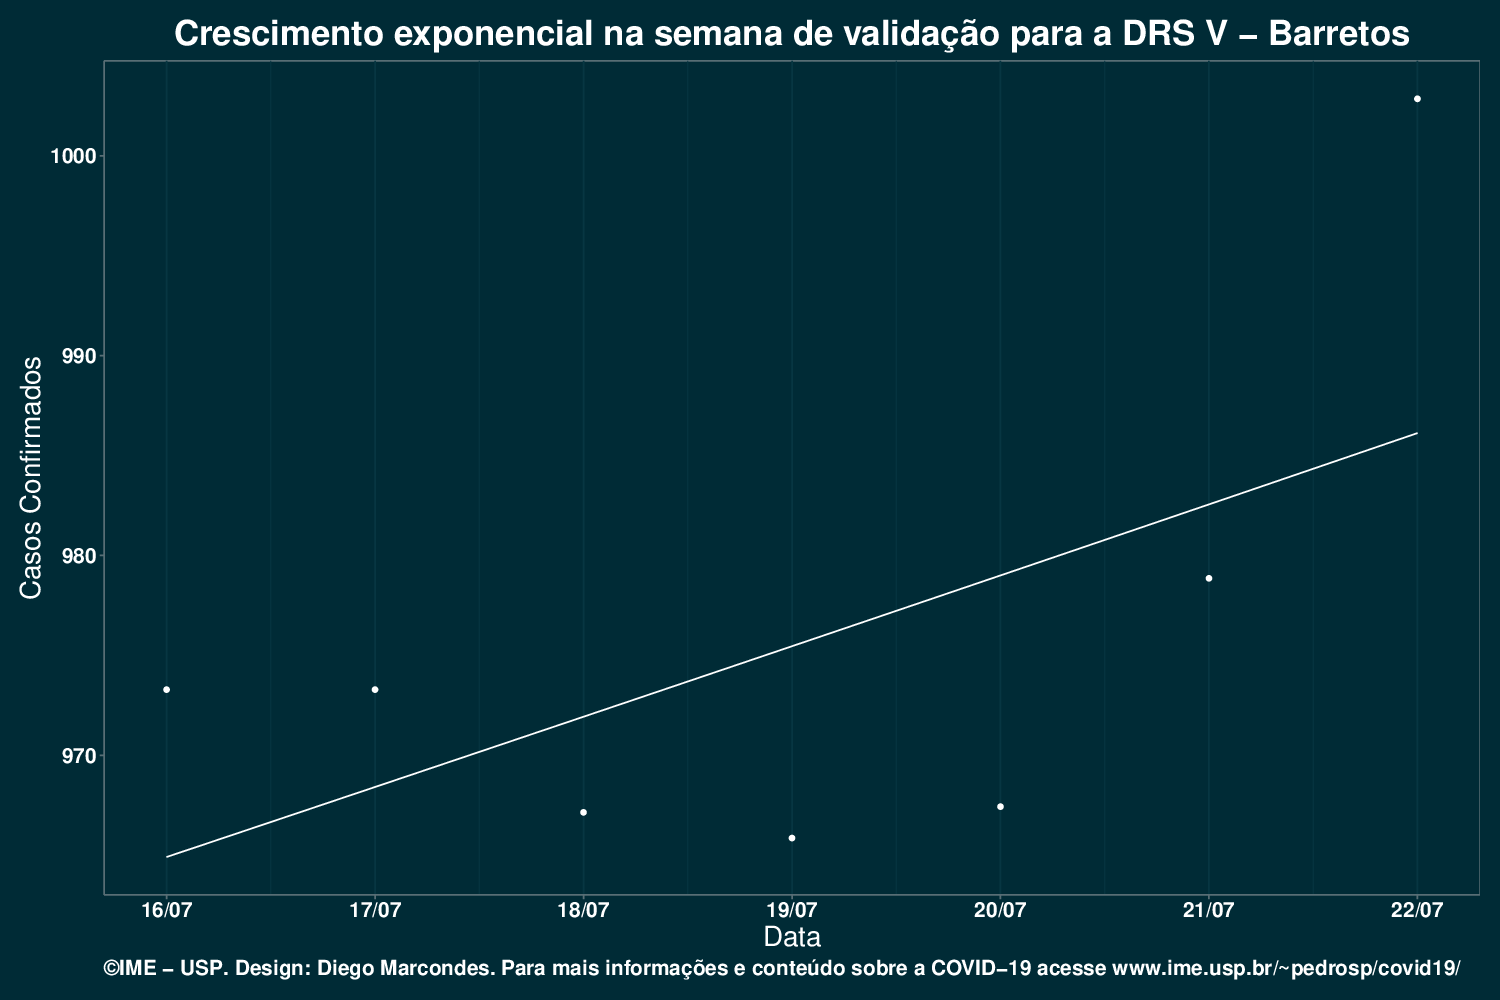 Crescimento exponencial na semana de validação para a DRS V − Barretos
Casos Confirmados
1000
990
980
970
16/07 17/07 18/07 19/07 20/07 21/07 22/07
Data
©IME − USP. Design: Diego Marcondes. Para mais informações e conteúdo sobre a COVID−19 acesse www.ime.usp.br/~pedrosp/covid19/